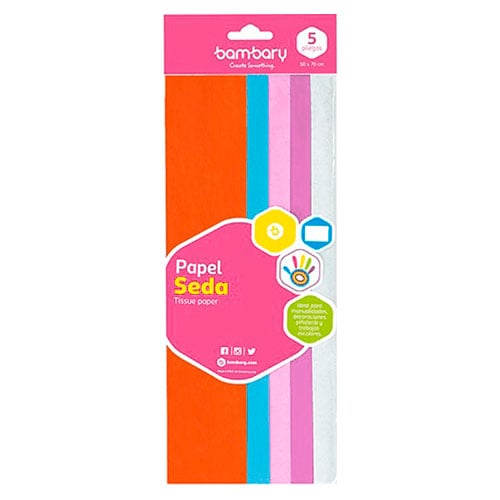 bambary
Create Something.
5
pliegos
50 x 70 cm
Papel
Seda
Tissue paper
Ideal para
manualidades,
decoraciones,
piñatería y
trabajos
escolares.
bambary.com